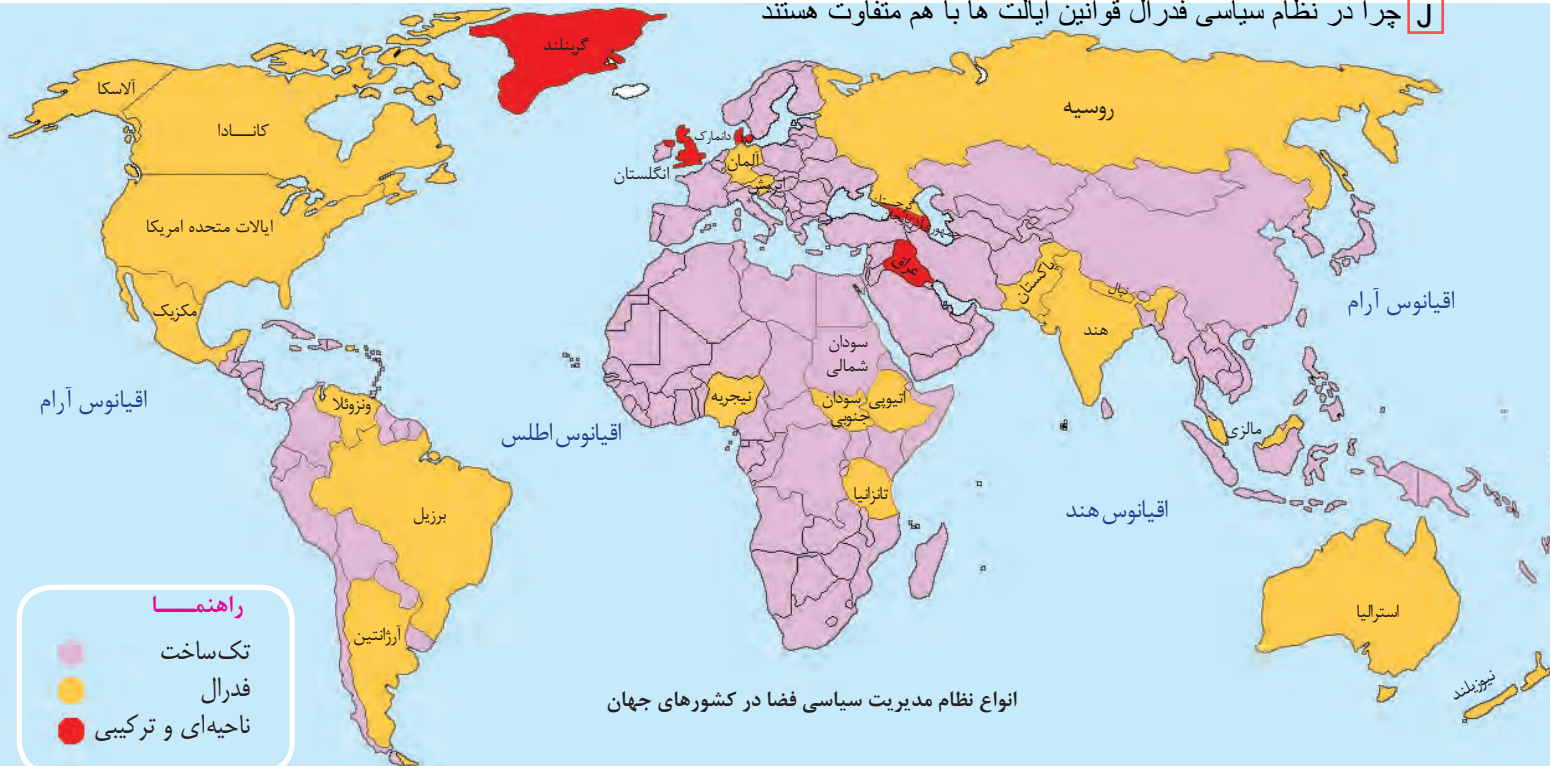 J چرا در نظام سیاسی فدرال قوانین ایالت ها با هم متفاوت هستند
گرینلند
آلاسکا
کانـــادا
روسیه
دانمارک
آلمان
انگلستان
اتریش
گرجستان
ایالات متحده امریکا
عراق
پاکستان
نپال
هند
مکزیک
اقیانوس آرام
سودان
شمالی
اقیانوس آرام
ونزوئلا
نیجریه
سودان
جنوبی
اتیوپی
اقیانوس اطلس
مالزی
تانزانیا
برزیل
اقیانوس هند
استرالیا
آرژانتین
نیوزیلند
انواع نظام مدیریت سیاسی فضا در کشورهای جهان
راهنمـــــا
تک‌ساخت
فدرال
ناحیه‌ای و ترکیبی